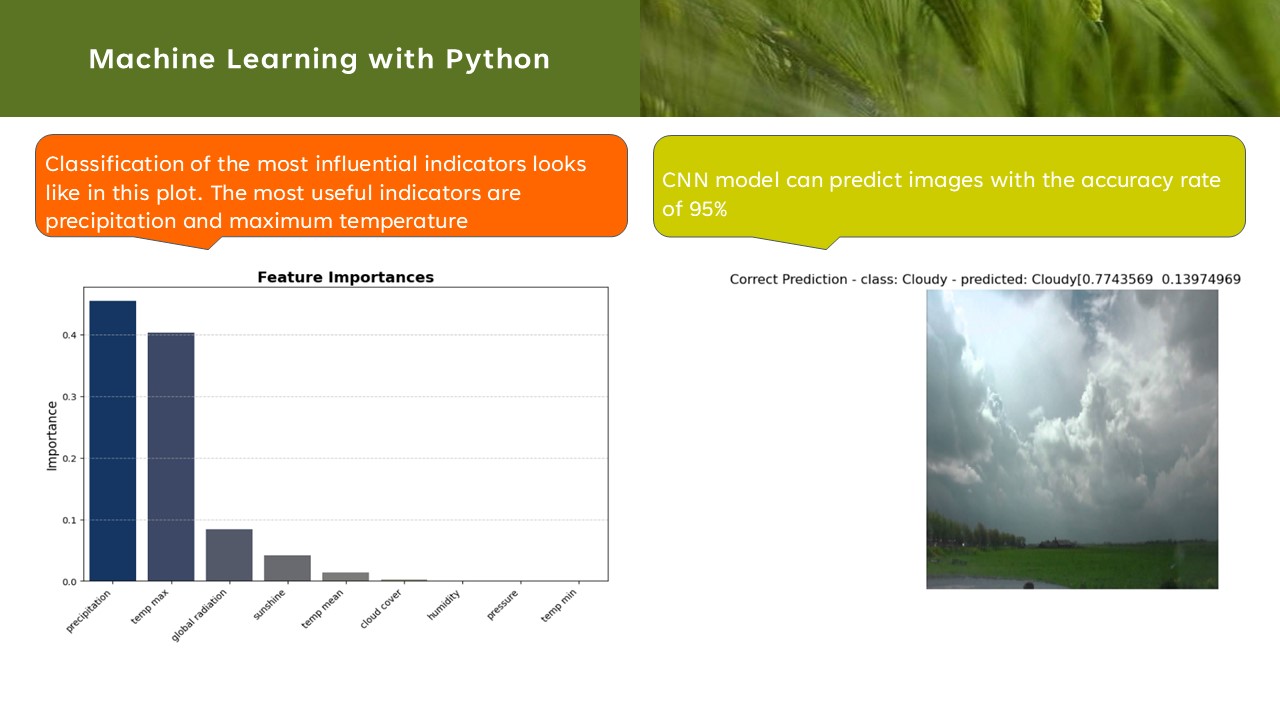 Machine Learning with Python
Classification of the most influential indicators looks
like in this plot. The most useful indicators are
precipitation and maximum temperature
CNN model can predict images with the accuracy rate
of 95%
Feature Importances
Importance
0.4
0.3
0.2
0.1
0.0
precipitation
temp max
global radiation
sunshine
temp mean
cloud cover
humidity
pressure
temp min
Correct Prediction - class: Cloudy - predicted: Cloudy[0.7743569 0.13974969